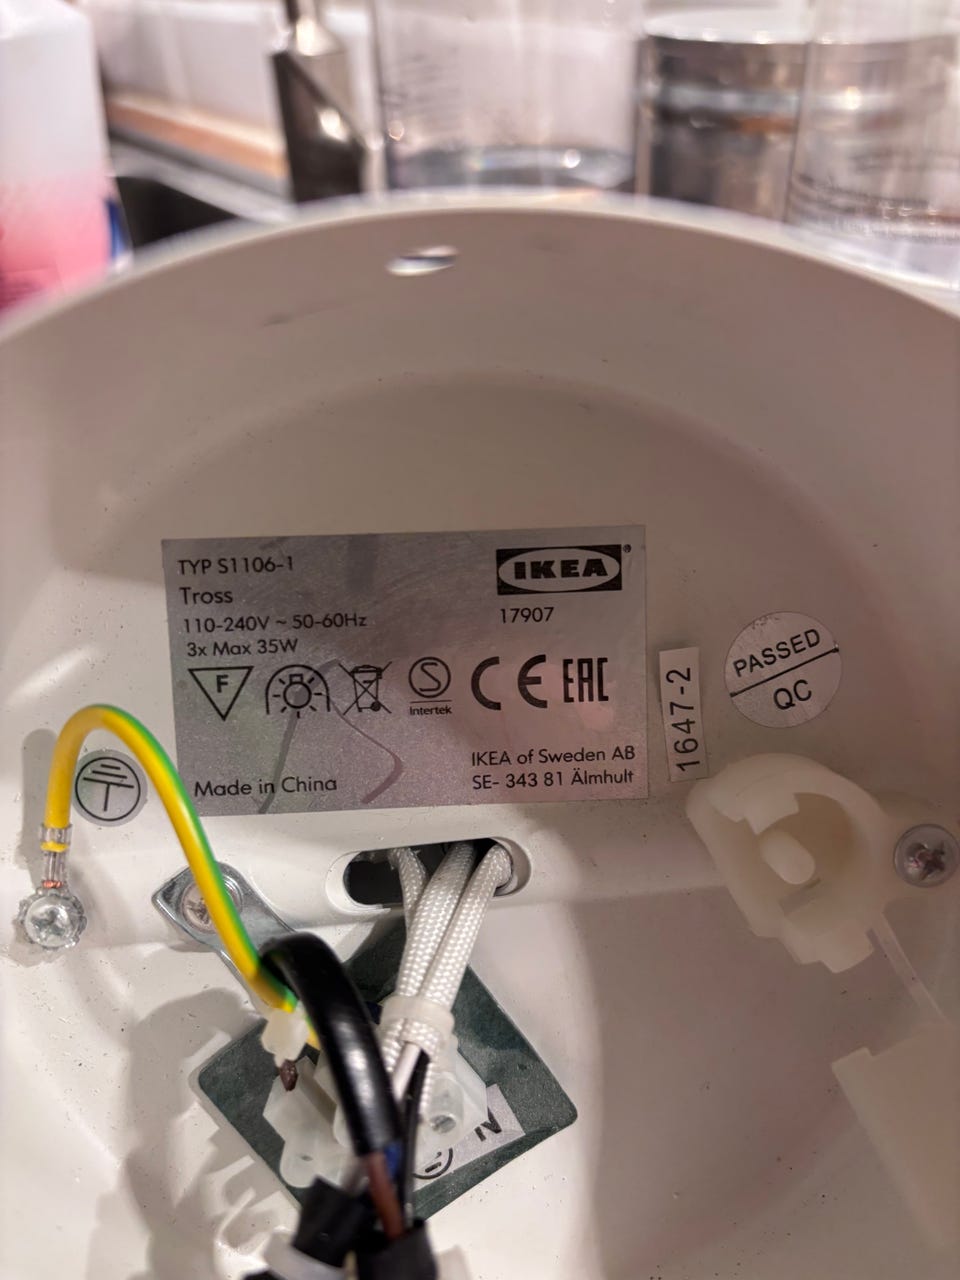 TYP S1106-1
Tross
110-240V ~ 50-60Hz
3x Max 35W
IKEA®
17907
F
S
Intertek
CE
EAC
Made in China
IKEA of Sweden AB
SE- 343 81 Älmhult
1647-2
PASSED
QC
N